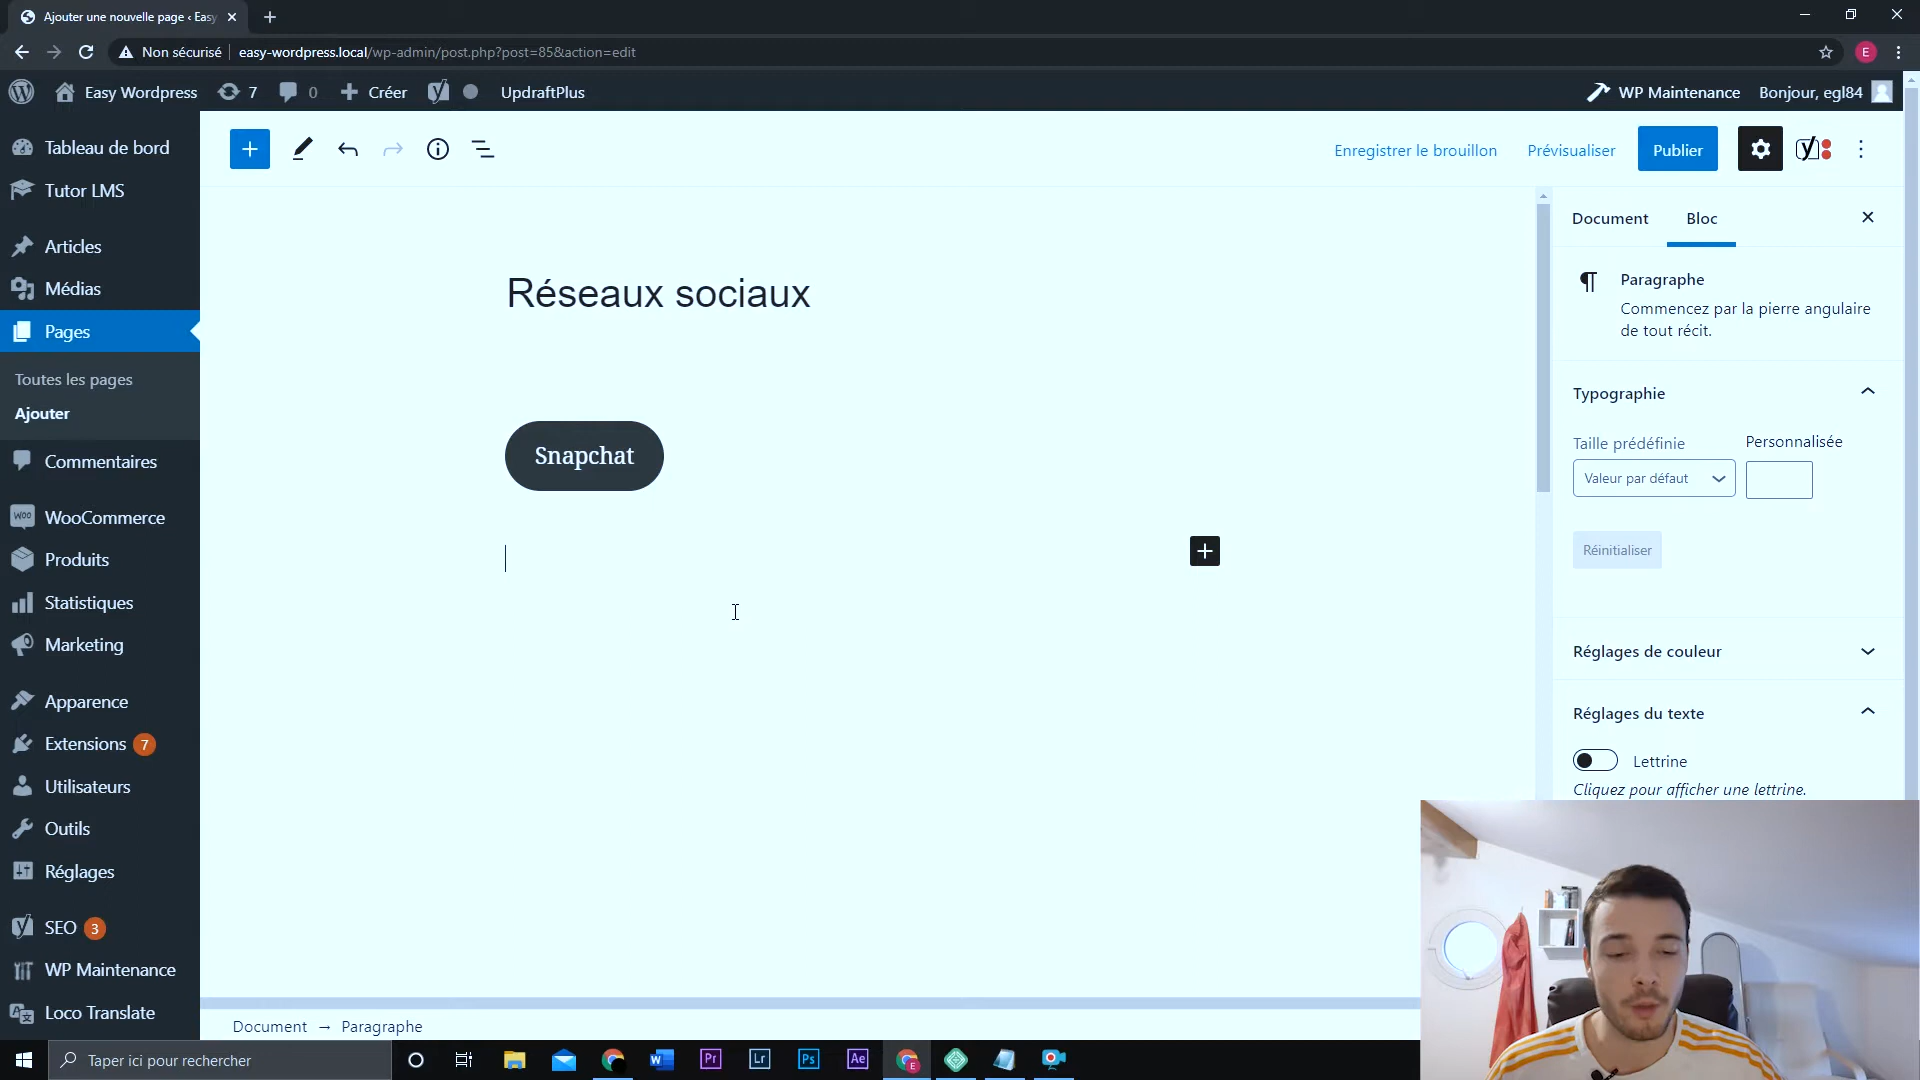 Ajouter une nouvelle page ‹ Easy
Non sécurisé
easy-wordpress.local/wp-admin/post.php?post=85&action=edit
E
Easy Wordpress
7
0
Créer
UpdraftPlus
WP Maintenance
Bonjour, egl84
Tableau de bord
Tutor LMS
Articles
Médias
Pages
Toutes les pages
Ajouter
Commentaires
WooCommerce
Produits
Statistiques
Marketing
Apparence
Extensions 7
Utilisateurs
Outils
Réglages
SEO 3
WP Maintenance
Loco Translate
Enregistrer le brouillon
Prévisualiser
Publier
Réseaux sociaux
Snapchat
Document
Bloc
Paragraphe
Commencez par la pierre angulaire
de tout récit.
Typographie
Taille prédéfinie
Personnalisée
Valeur par défaut
Réinitialiser
Réglages de couleur
Réglages du texte
Lettrine
Cliquez pour afficher une lettrine.
Document → Paragraphe
Taper ici pour rechercher
W
Pr
Lr
Ps
Ae
E